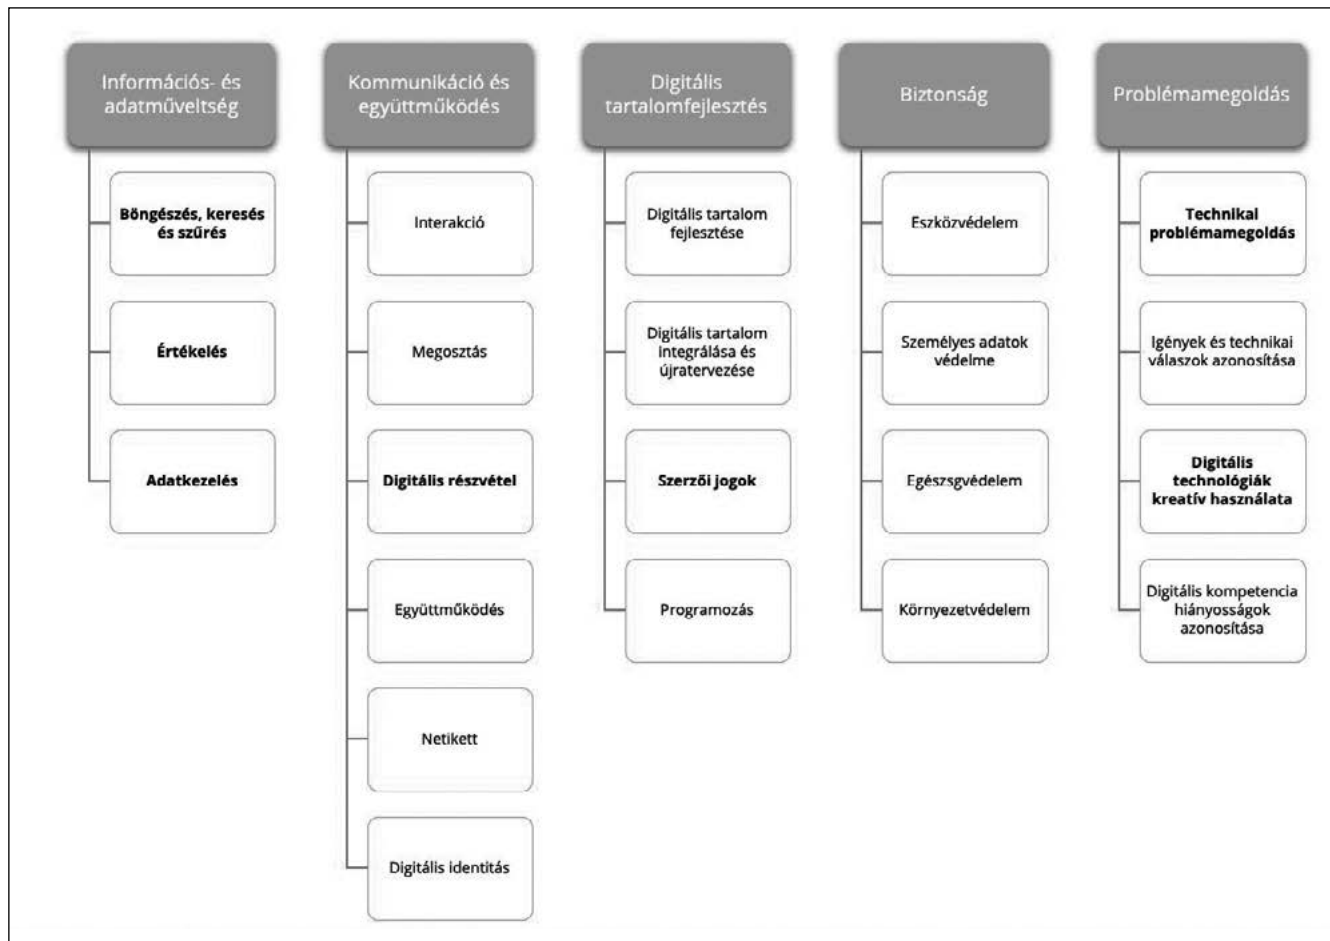 Információs- és
adatműveltség
Böngészés, keresés
és szűrés
Értékelés
Adatkezelés
Kommunikáció és
együttműködés
Interakció
Megosztás
Digitális részvétel
Együttműködés
Netikett
Digitális identitás
Digitális
tartalomfejlesztés
Digitális tartalom
fejlesztése
Digitális tartalom
integrálása és
újratervezése
Szerzői jogok
Programozás
Biztonság
Eszközvédelem
Személyes adatok
védelme
Egészsgvédelem
Környezetvédelem
Problémamegoldás
Technikai
problémamegoldás
Igények és technikai
válaszok azonosítása
Digitális
technológiák
kreatív használata
Digitális kompetencia
hiányosságok
azonosítása